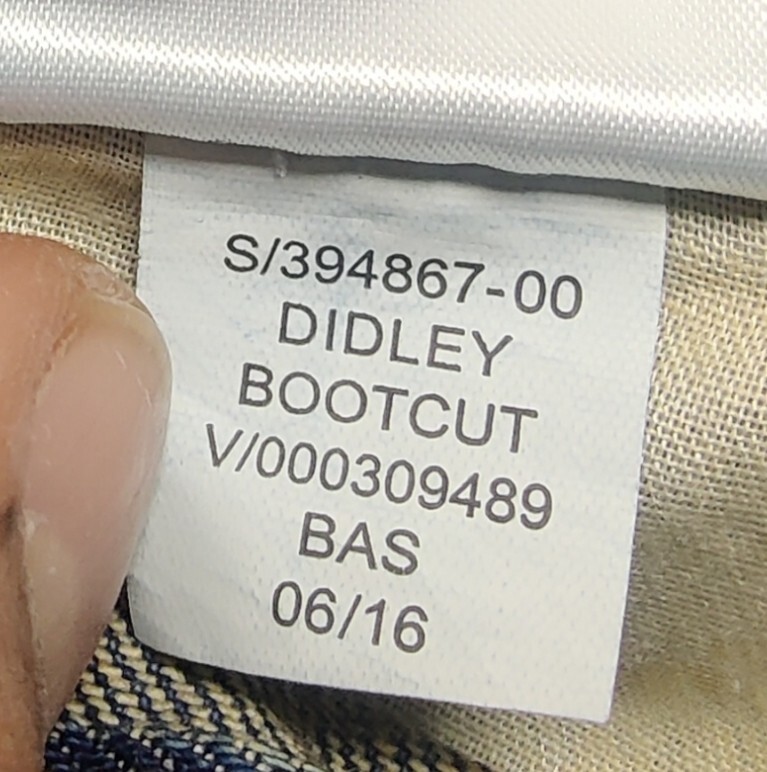 S/394867-00
DIDLEY
BOOTCUT
V/000309489
BAS
06/16